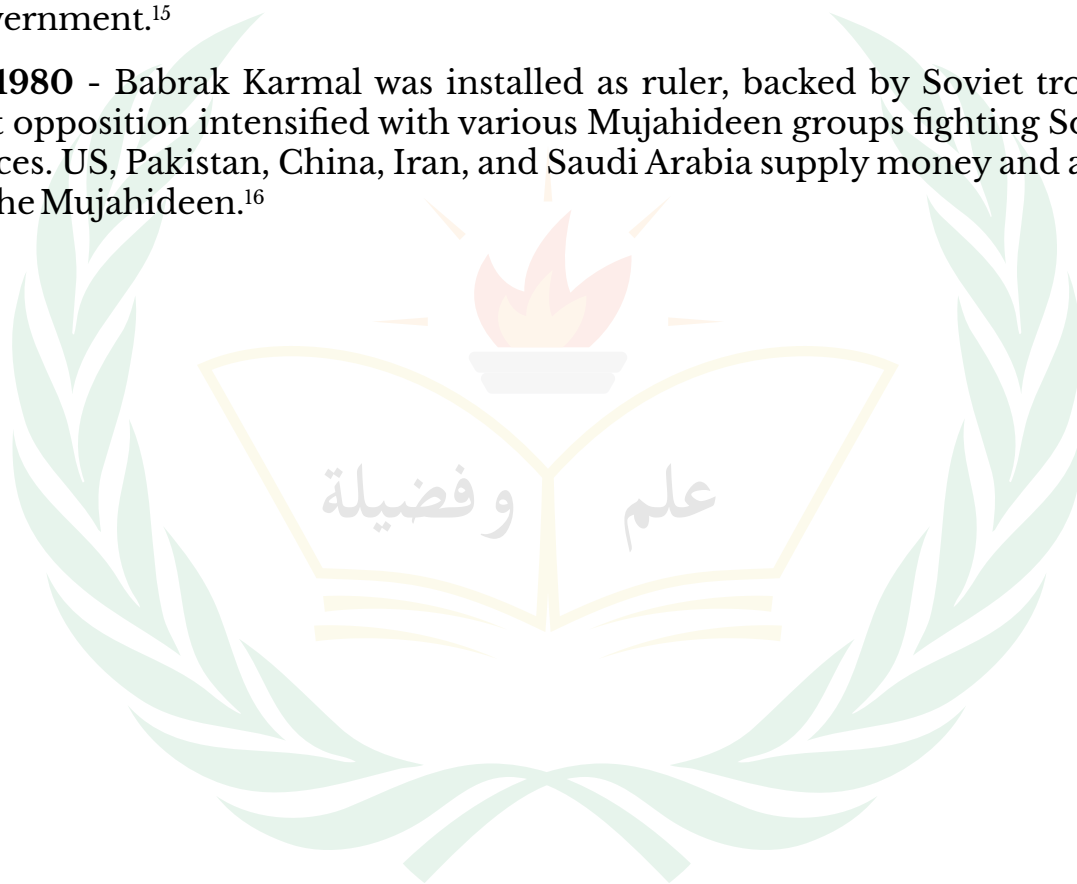 vernment.15
1980 - Babrak Karmal was installed as ruler, backed by Soviet tro
t opposition intensified with various Mujahideen groups fighting So
ces. US, Pakistan, China, Iran, and Saudi Arabia supply money and a
he Mujahideen.16
علم و فضيلة